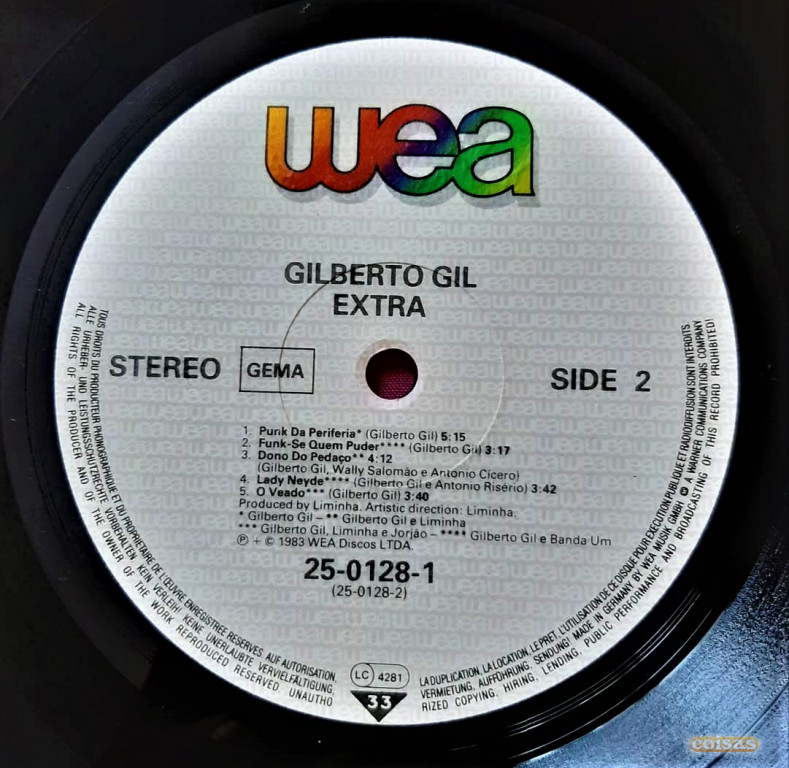 wea
GILBERTO GIL
EXTRA
STEREO
GEMA
SIDE 2
1. Punk Da Periferia* (Gilberto Gil) 5:15
2. Funk-Se Quem Puder**** (Gilberto Gil) 3:17
3. Dono Do Pedaço** 4:12
(Gilberto Gil, Wally Salomão e Antonio Cicero)
4. Lady Neyde**** (Gilberto Gil e Antonio Risério) 3:42
5. O Veado*** (Gilberto Gil) 3:40
Produced by Liminha. Artistic direction: Liminha.
* Gilberto Gil – ** Gilberto Gil e Liminha
*** Gilberto Gil, Liminha e Jorjão – **** Gilberto Gil e Banda Um
℗ + © 1983 WEA Discos LTDA.
25-0128-1
(25-0128-2)
TOUS DROITS DU PRODUCTEUR PHONOGRAPHIQUE ET DU PROPRIETAIRE DE L'ŒUVRE ENREGISTREE RESERVES. AUF AUTORISATION, LA DUPLICATION, LA LOCATION, LE PRET, L'UTILISATION DE CE DISQUE POUR EXECUTION PUBLIQUE ET RADIODIFFUSION SONT INTERDITS
ALLE URHEBER- UND LEISTUNGSSCHUTZRECHTE VORBEHALTEN. KEIN VERLEIH! KEINE UNERLAUBTE VERVIELFÄLTIGUNG, VERMIETUNG, AUFFÜHRUNG, SENDUNG! MADE IN GERMANY BY WEA MUSIK GMBH A WARNER COMMUNICATIONS COMPANY
ALL RIGHTS OF THE PRODUCER AND OF THE OWNER OF THE WORK REPRODUCED RESERVED. UNAUTHORIZED COPYING, HIRING, LENDING, PUBLIC PERFORMANCE AND BROADCASTING OF THIS RECORD PROHIBITED!
LC 4281
33
coisas